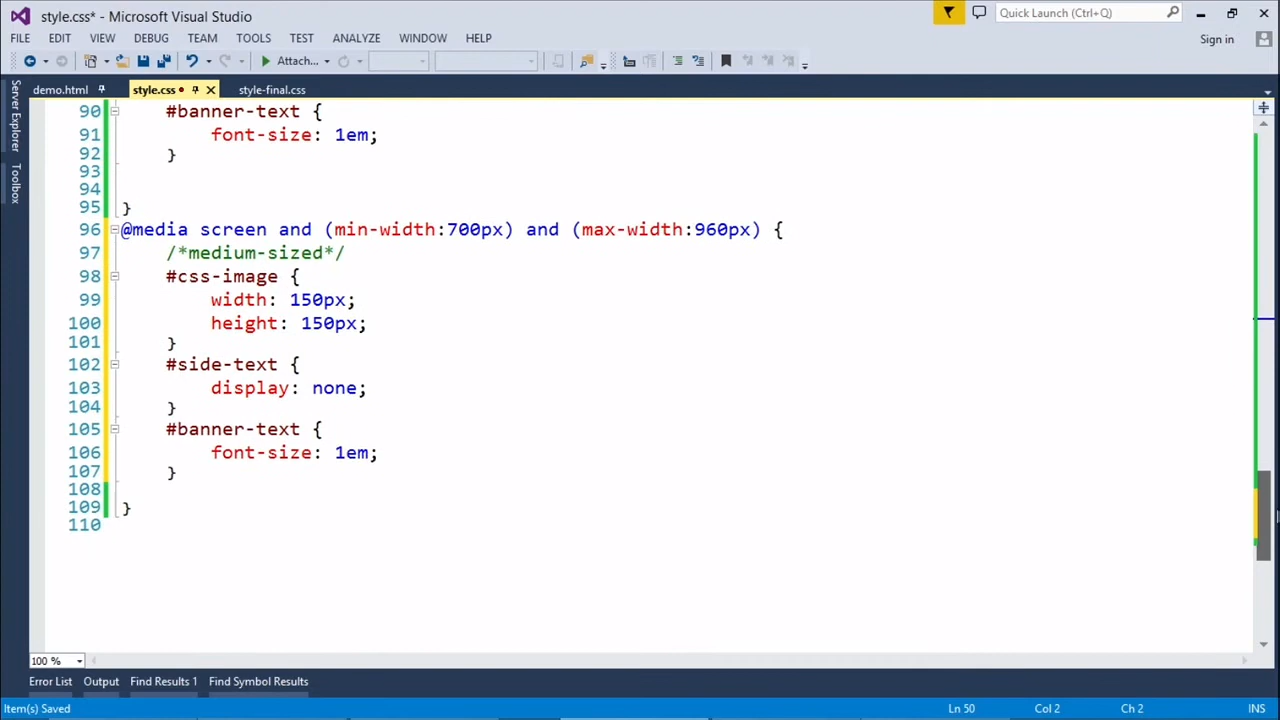 style.css* - Microsoft Visual Studio
Quick Launch (Ctrl+Q)
FILE EDIT VIEW DEBUG TEAM TOOLS TEST ANALYZE WINDOW HELP
Sign in
Attach...
demo.html style.css style-final.css
Server Explorer
Toolbox
90 #banner-text {
91 font-size: 1em;
92 }
93
94
95 }
96 @media screen and (min-width:700px) and (max-width:960px) {
97 /*medium-sized*/
98 #css-image {
99 width: 150px;
100 height: 150px;
101 }
102 #side-text {
103 display: none;
104 }
105 #banner-text {
106 font-size: 1em;
107 }
108
109 }
110
100 %
Error List Output Find Results 1 Find Symbol Results
Item(s) Saved Ln 50 Col 2 Ch 2 INS